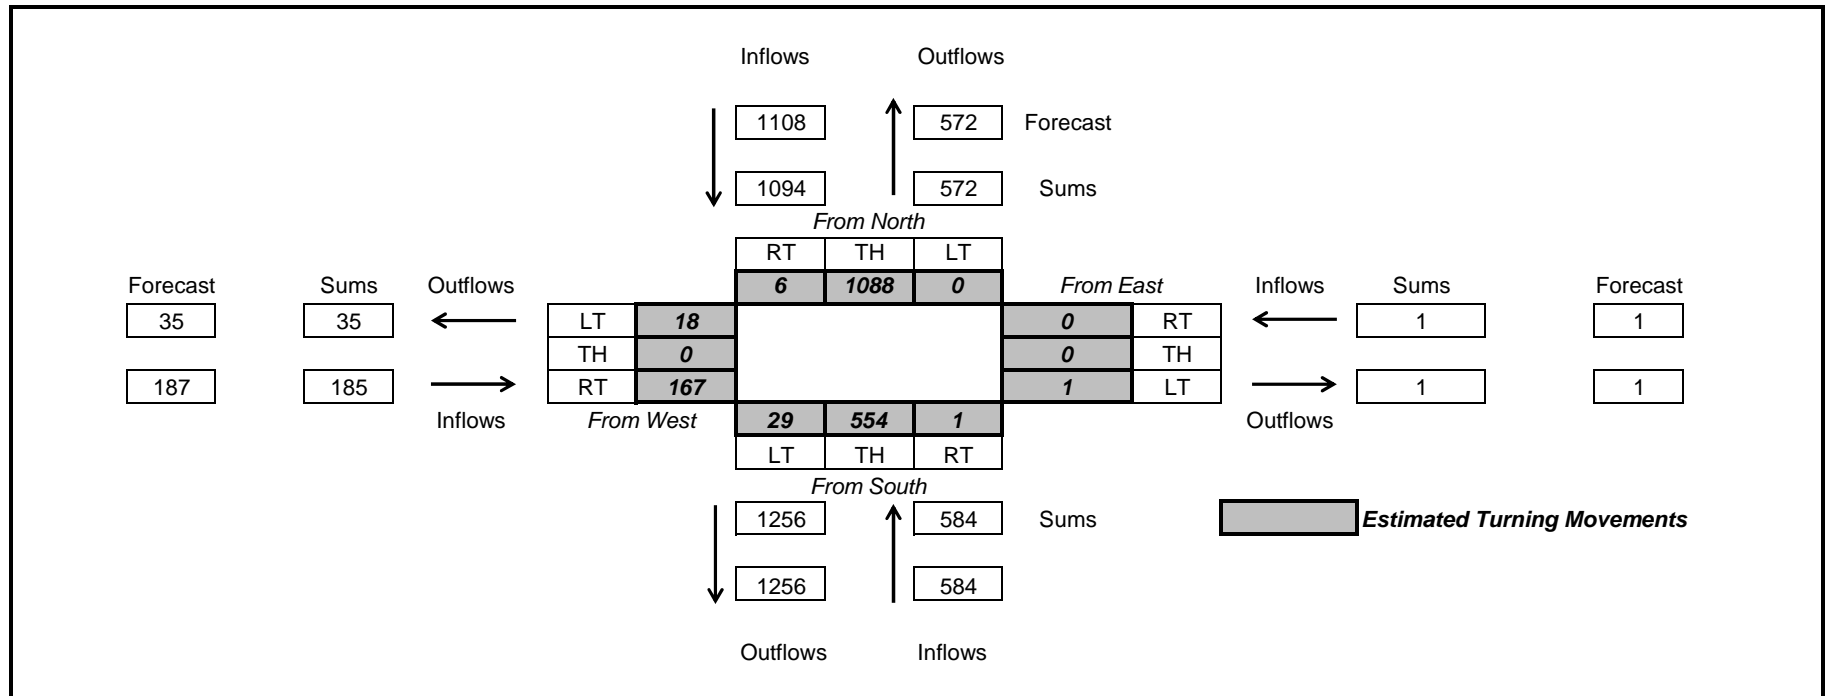 Inflows Outflows
1108 572 Forecast
1094 572 Sums
From North
RT TH LT
Forecast Sums Outflows 6 1088 0 From East Inflows Sums Forecast
35 35 LT 18 0 RT 1 1
TH 0 0 TH
187 185 RT 167 1 LT 1 1
Inflows From West 29 554 1 Outflows
LT TH RT
From South
1256 584 Sums Estimated Turning Movements
1256 584
Outflows Inflows